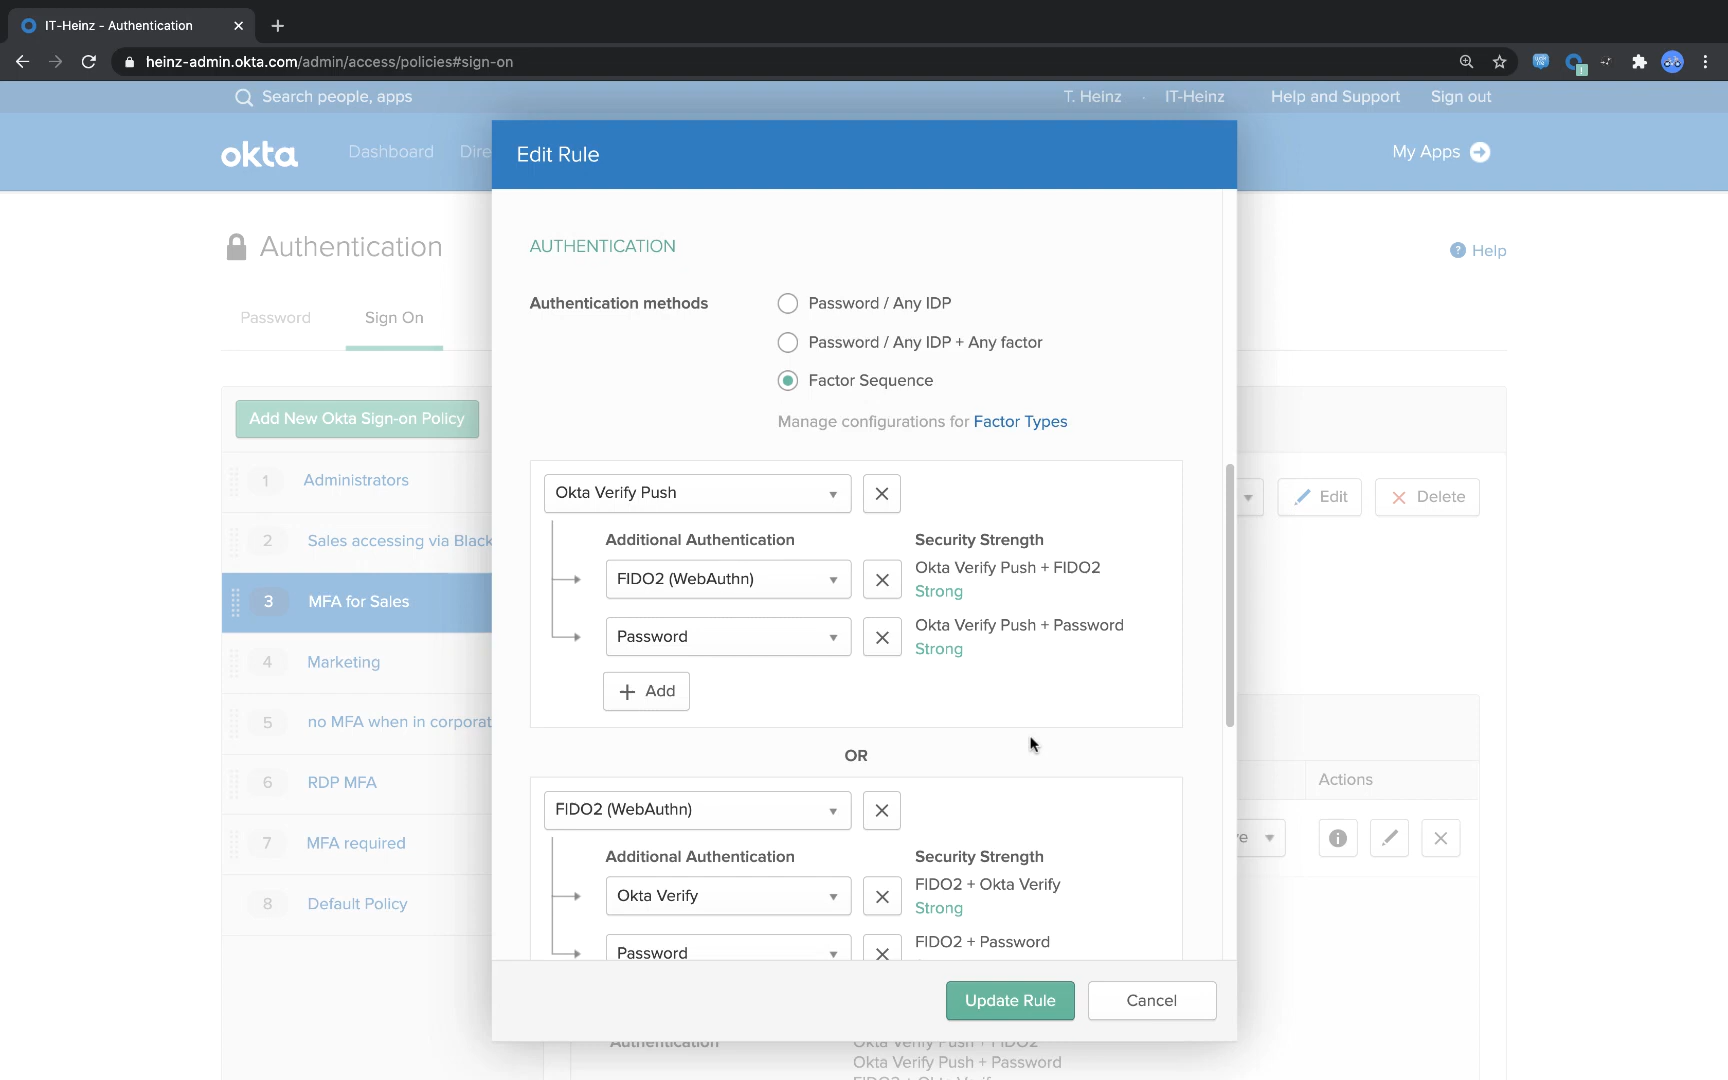 IT-Heinz - Authentication
heinz-admin.okta.com/admin/access/policies#sign-on
Search people, apps
T. Heinz · IT-Heinz Help and Support Sign out
okta Dashboard Dire My Apps
Edit Rule
Authentication
Help
Password Sign On
Add New Okta Sign-on Policy
1 Administrators
2 Sales accessing via Black
3 MFA for Sales
4 Marketing
5 no MFA when in corporat
6 RDP MFA
7 MFA required
8 Default Policy
AUTHENTICATION
Authentication methods
Password / Any IDP
Password / Any IDP + Any factor
Factor Sequence
Manage configurations for Factor Types
Okta Verify Push
Additional Authentication Security Strength
FIDO2 (WebAuthn) Okta Verify Push + FIDO2
Strong
Password Okta Verify Push + Password
Strong
+ Add
OR
FIDO2 (WebAuthn)
Additional Authentication Security Strength
Okta Verify FIDO2 + Okta Verify
Strong
Password FIDO2 + Password
Update Rule Cancel
Edit Delete
Actions
Authentication Okta Verify Push + FIDO2
Okta Verify Push + Password